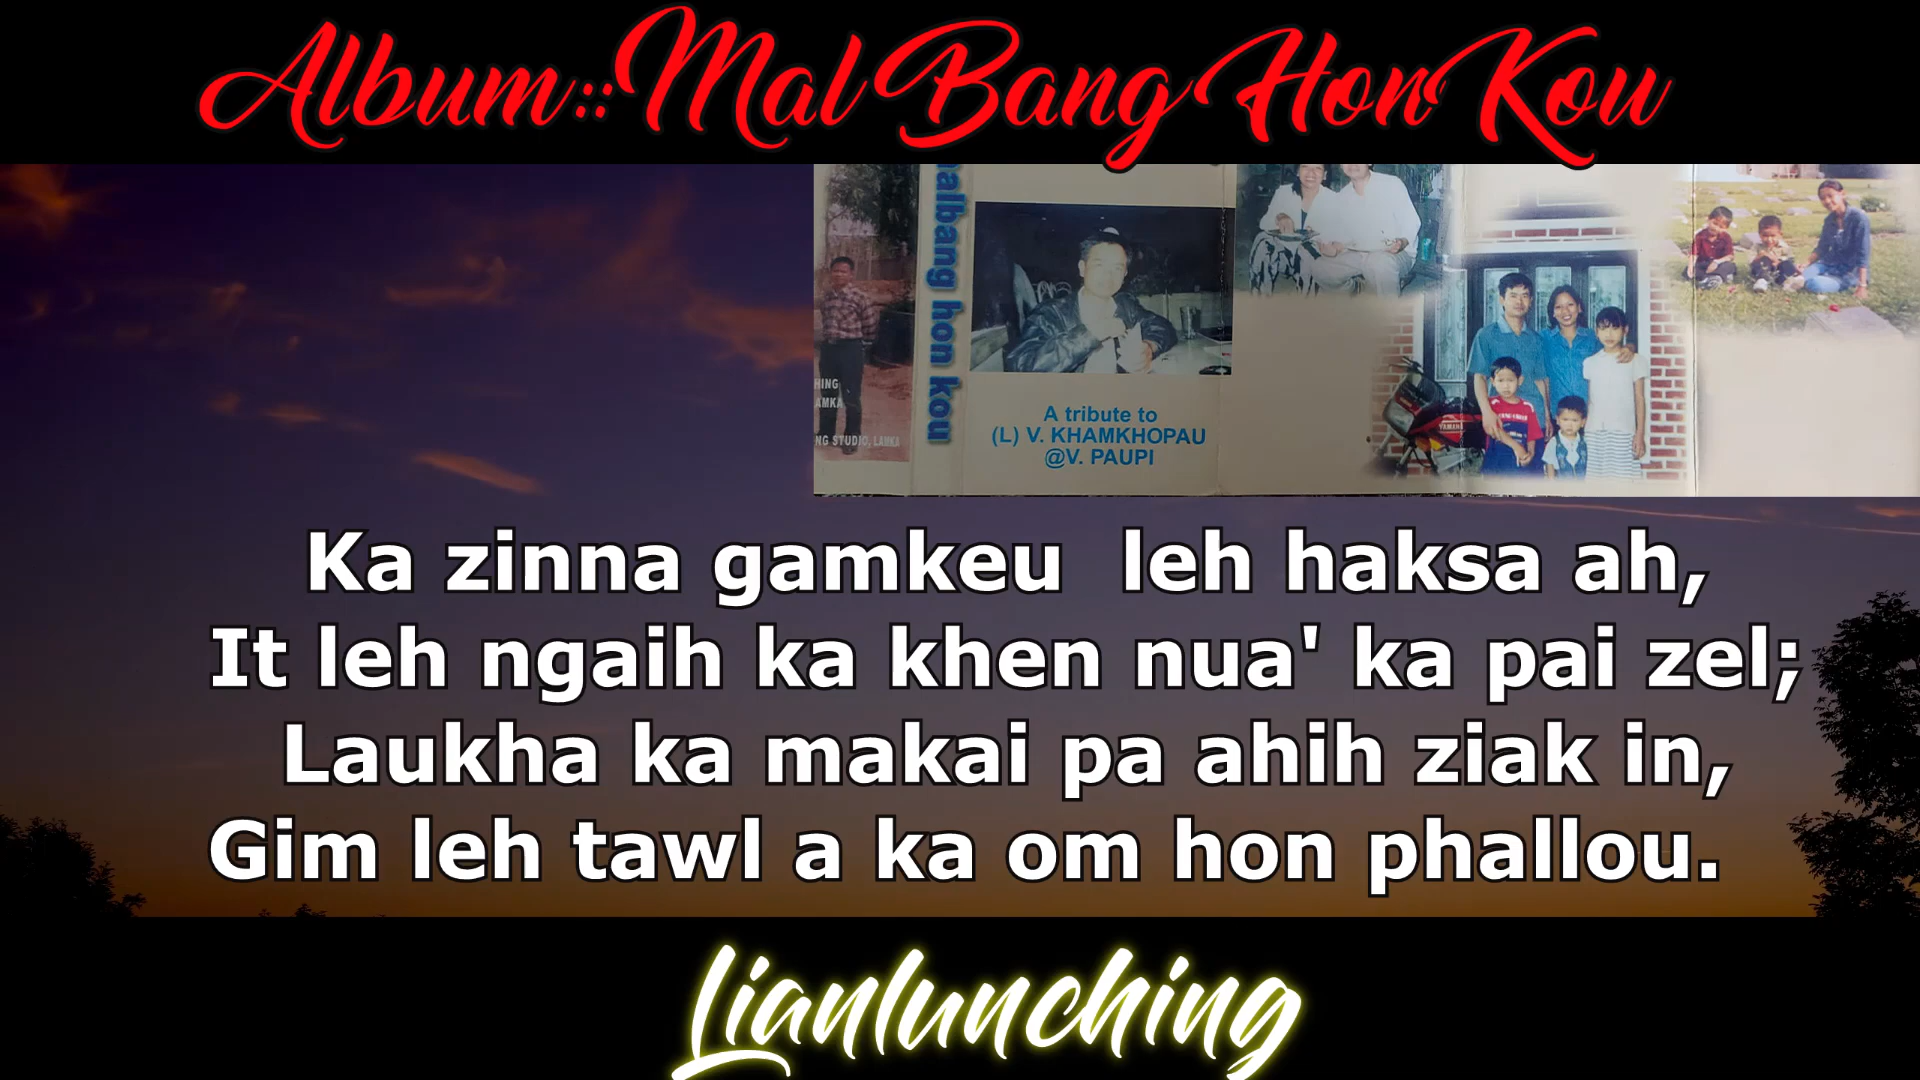 Album :: Mal Bang Hon Kou
malbang hon kou
HING
AMKA
NG STUDIO, LAMKA
A tribute to
(L) V. KHAMKHOPAU
@V. PAUPI
YAMAHA
Ka zinna gamkeu leh haksa ah,
It leh ngaih ka khen nua' ka pai zel;
Laukha ka makai pa ahih ziak in,
Gim leh tawl a ka om hon phallou.
Lianlunching